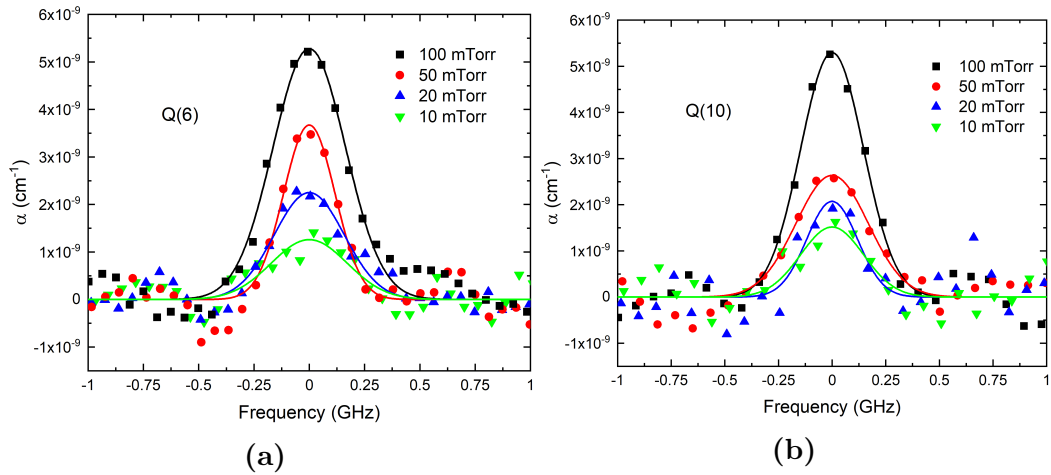 6x10⁻⁹
5x10⁻⁹
4x10⁻⁹
3x10⁻⁹
2x10⁻⁹
1x10⁻⁹
0
-1x10⁻⁹
α (cm⁻¹)
Q(6)
100 mTorr
50 mTorr
20 mTorr
10 mTorr
-1 -0.75 -0.5 -0.25 0 0.25 0.5 0.75 1
Frequency (GHz)
(a)
6x10⁻⁹
5x10⁻⁹
4x10⁻⁹
3x10⁻⁹
2x10⁻⁹
1x10⁻⁹
0
-1x10⁻⁹
α (cm⁻¹)
Q(10)
100 mTorr
50 mTorr
20 mTorr
10 mTorr
-1 -0.75 -0.5 -0.25 0 0.25 0.5 0.75 1
Frequency (GHz)
(b)